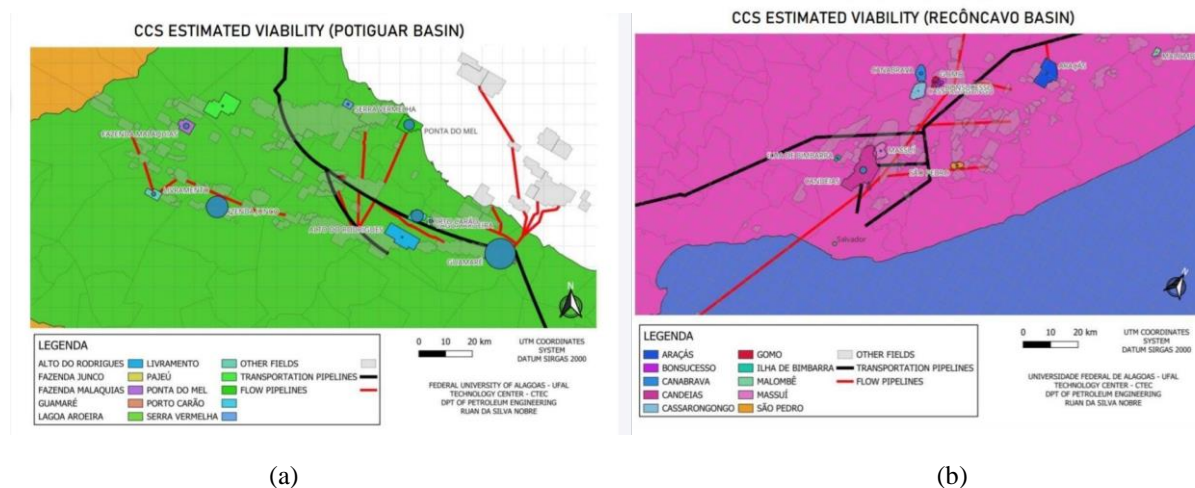 CCS ESTIMATED VIABILITY (POTIGUAR BASIN)
SERRA VERMELHA
PONTA DO MEL
FAZENDA MALAQUIAS
LIVRAMENTO
ALTO DO RODRIGUES
GUAMARÉ
N
LEGENDA
ALTO DO RODRIGUES
FAZENDA JUNCO
FAZENDA MALAQUIAS
GUAMARÉ
LAGOA AROEIRA
LIVRAMENTO
PAJEÚ
PONTA DO MEL
PORTO CARÃO
SERRA VERMELHA
OTHER FIELDS
TRANSPORTATION PIPELINES
FLOW PIPELINES
0 10 20 km
UTM COORDINATES
SYSTEM
DATUM SIRGAS 2000
FEDERAL UNIVERSITY OF ALAGOAS - UFAL
TECHNOLOGY CENTER - CTEC
DPT OF PETROLEUM ENGINEERING
RUAN DA SILVA NOBRE
(a)
CCS ESTIMATED VIABILITY (RECÔNCAVO BASIN)
CANABRAVA
GOMO
ARAÇÁS
ILHA DE BIMBARRA
MASSUÍ
CANDEIAS
SÃO PEDRO
Salvador
N
LEGENDA
ARAÇÁS
BONSUCESSO
CANABRAVA
CANDEIAS
CASSARONGONGO
GOMO
ILHA DE BIMBARRA
MALOMBÊ
MASSUÍ
SÃO PEDRO
OTHER FIELDS
TRANSPORTATION PIPELINES
FLOW PIPELINES
0 10 20 km
UTM COORDINATES
SYSTEM
DATUM SIRGAS 2000
UNIVERSIDADE FEDERAL DE ALAGOAS - UFAL
TECHNOLOGY CENTER - CTEC
DPT OF PETROLEUM ENGINEERING
RUAN DA SILVA NOBRE
(b)